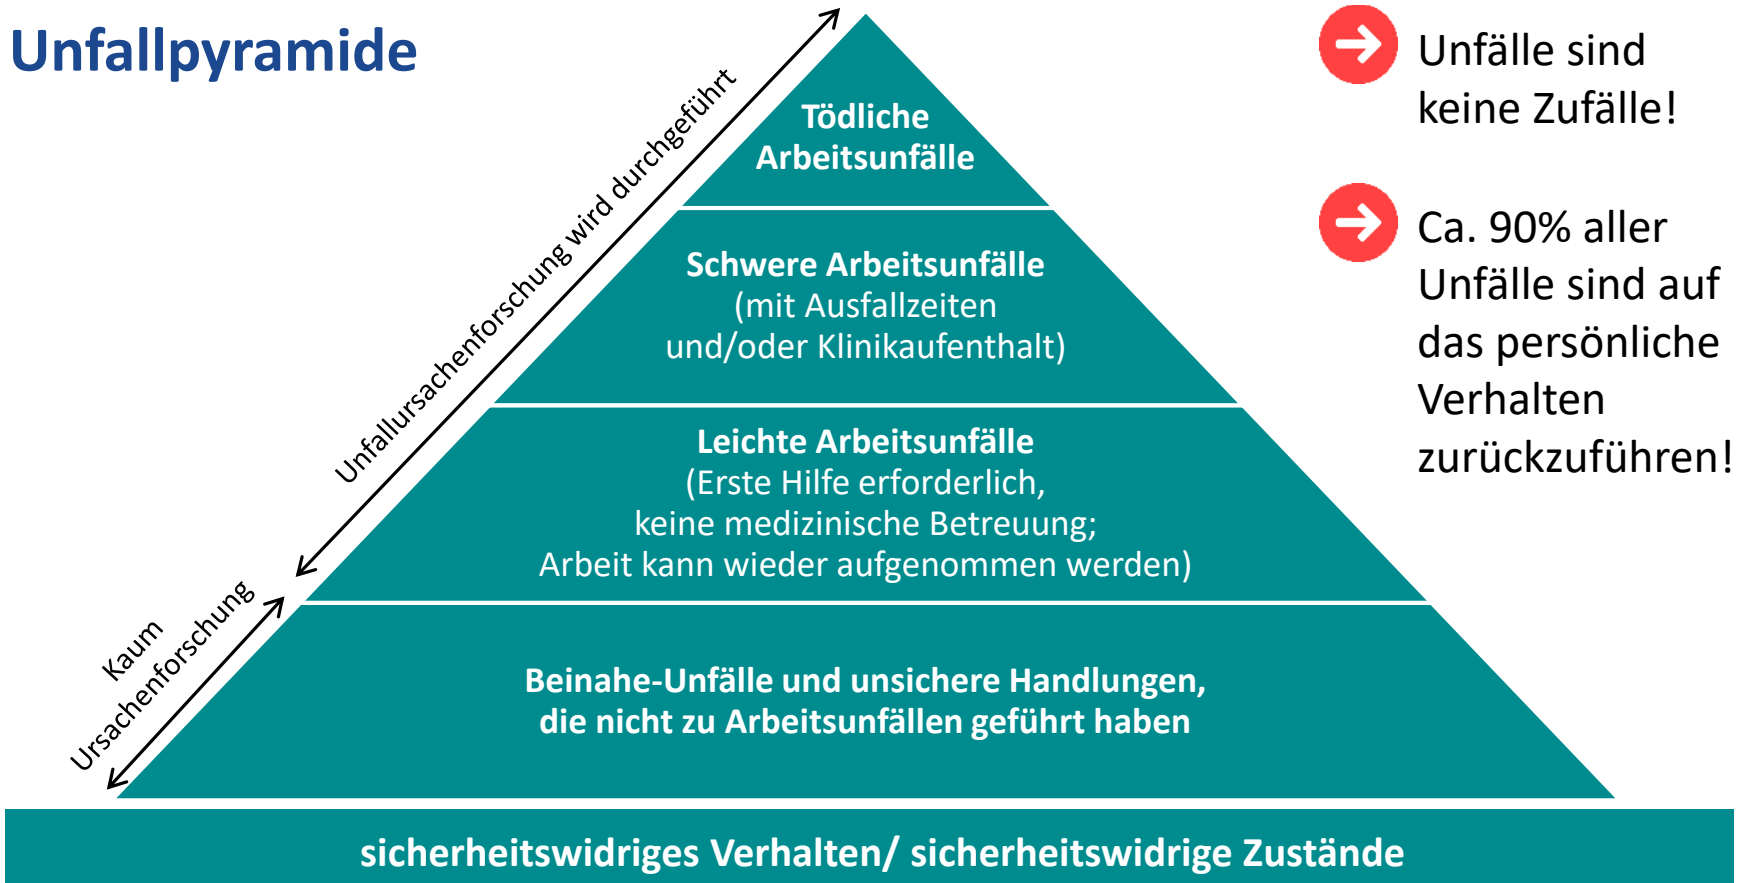 Unfallpyramide
Unfallursachenforschung wird durchgeführt
Kaum
Ursachenforschung
Tödliche
Arbeitsunfälle
Schwere Arbeitsunfälle
(mit Ausfallzeiten
und/oder Klinikaufenthalt)
Leichte Arbeitsunfälle
(Erste Hilfe erforderlich,
keine medizinische Betreuung;
Arbeit kann wieder aufgenommen werden)
Beinahe-Unfälle und unsichere Handlungen,
die nicht zu Arbeitsunfällen geführt haben
sicherheitswidriges Verhalten/ sicherheitswidrige Zustände
Unfälle sind
keine Zufälle!
Ca. 90% aller
Unfälle sind auf
das persönliche
Verhalten
zurückzuführen!